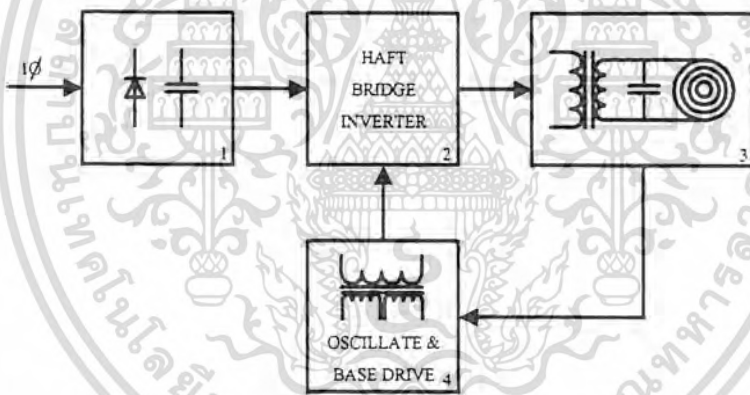 1Ø
1
HAFT
BRIDGE
INVERTER
2
3
OSCILLATE &
BASE DRIVE 4